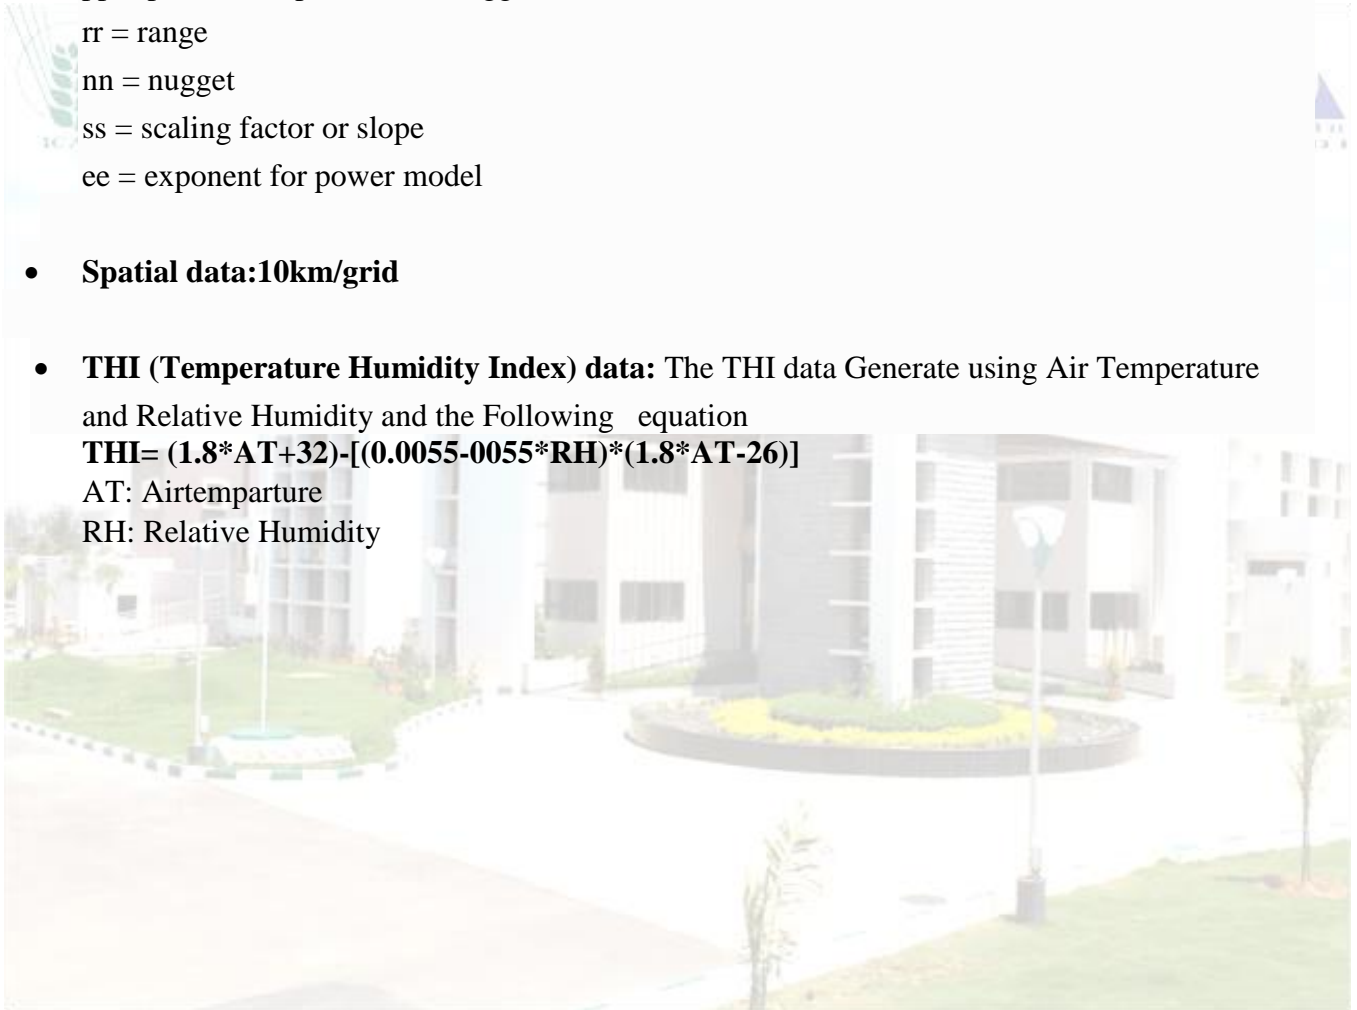 rr = range
nn = nugget
ss = scaling factor or slope
ee = exponent for power model
• Spatial data:10km/grid
• THI (Temperature Humidity Index) data: The THI data Generate using Air Temperature
and Relative Humidity and the Following equation
THI= (1.8*AT+32)-[(0.0055-0055*RH)*(1.8*AT-26)]
AT: Airtemparture
RH: Relative Humidity